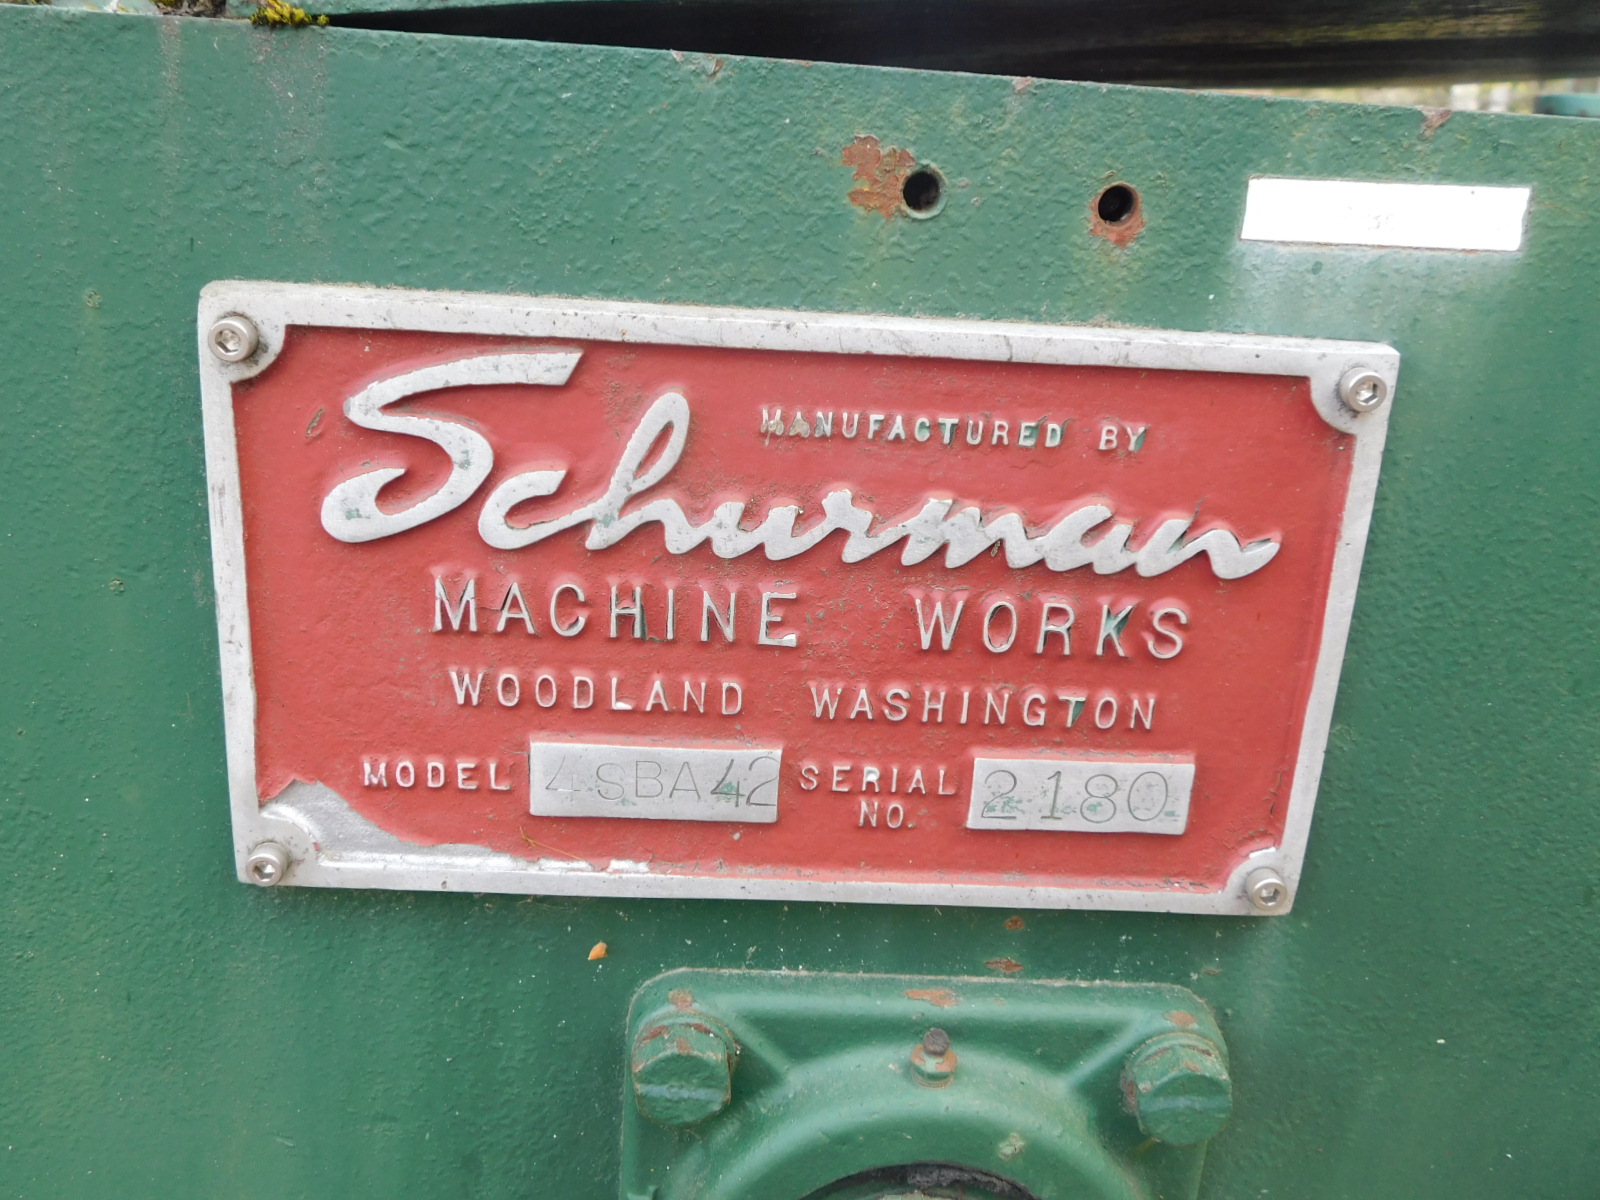 MANUFACTURED BY
Schurman
MACHINE WORKS
WOODLAND WASHINGTON
MODEL 4SBA42 SERIAL NO. 2180